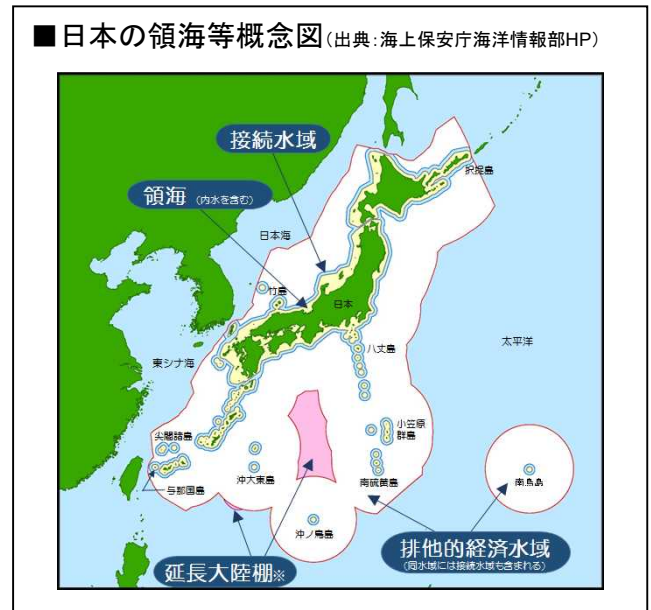 ■日本の領海等概念図(出典:海上保安庁海洋情報部HP)
接続水域
択捉島
領海 (内水を含む)
日本海
竹島
日本
八丈島
太平洋
東シナ海
小笠原
群島
尖閣諸島
沖大東島
南硫黄島
南鳥島
与那国島
沖ノ鳥島
排他的経済水域
(同水域には接続水域も含まれる)
延長大陸棚※